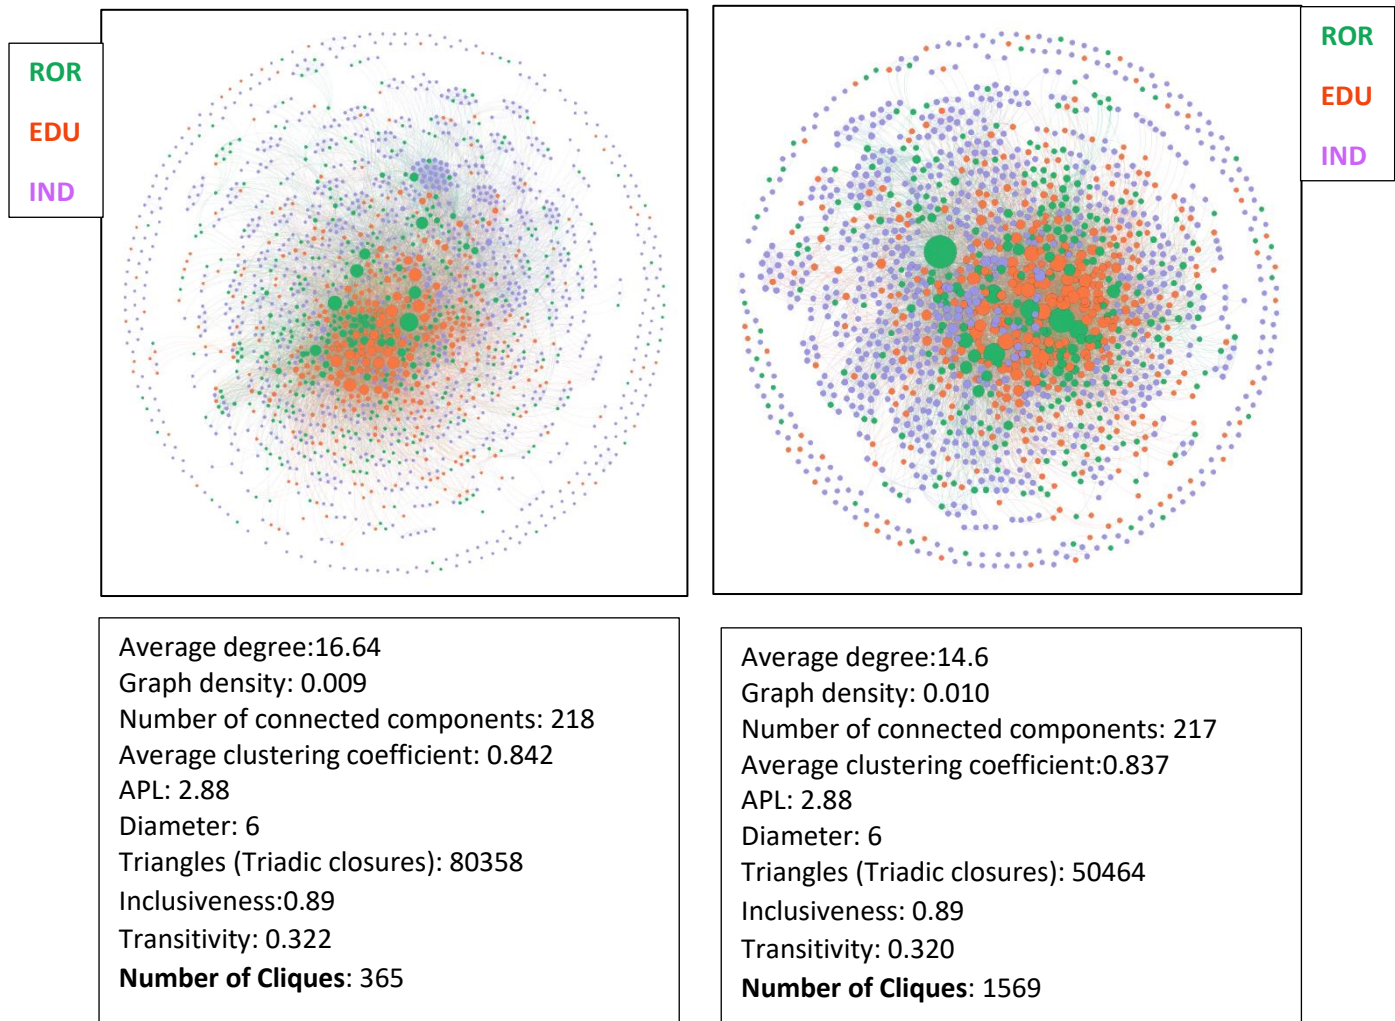 ROR
EDU
IND
ROR
EDU
IND
Average degree:16.64
Graph density: 0.009
Number of connected components: 218
Average clustering coefficient: 0.842
APL: 2.88
Diameter: 6
Triangles (Triadic closures): 80358
Inclusiveness:0.89
Transitivity: 0.322
Number of Cliques: 365
Average degree:14.6
Graph density: 0.010
Number of connected components: 217
Average clustering coefficient:0.837
APL: 2.88
Diameter: 6
Triangles (Triadic closures): 50464
Inclusiveness: 0.89
Transitivity: 0.320
Number of Cliques: 1569